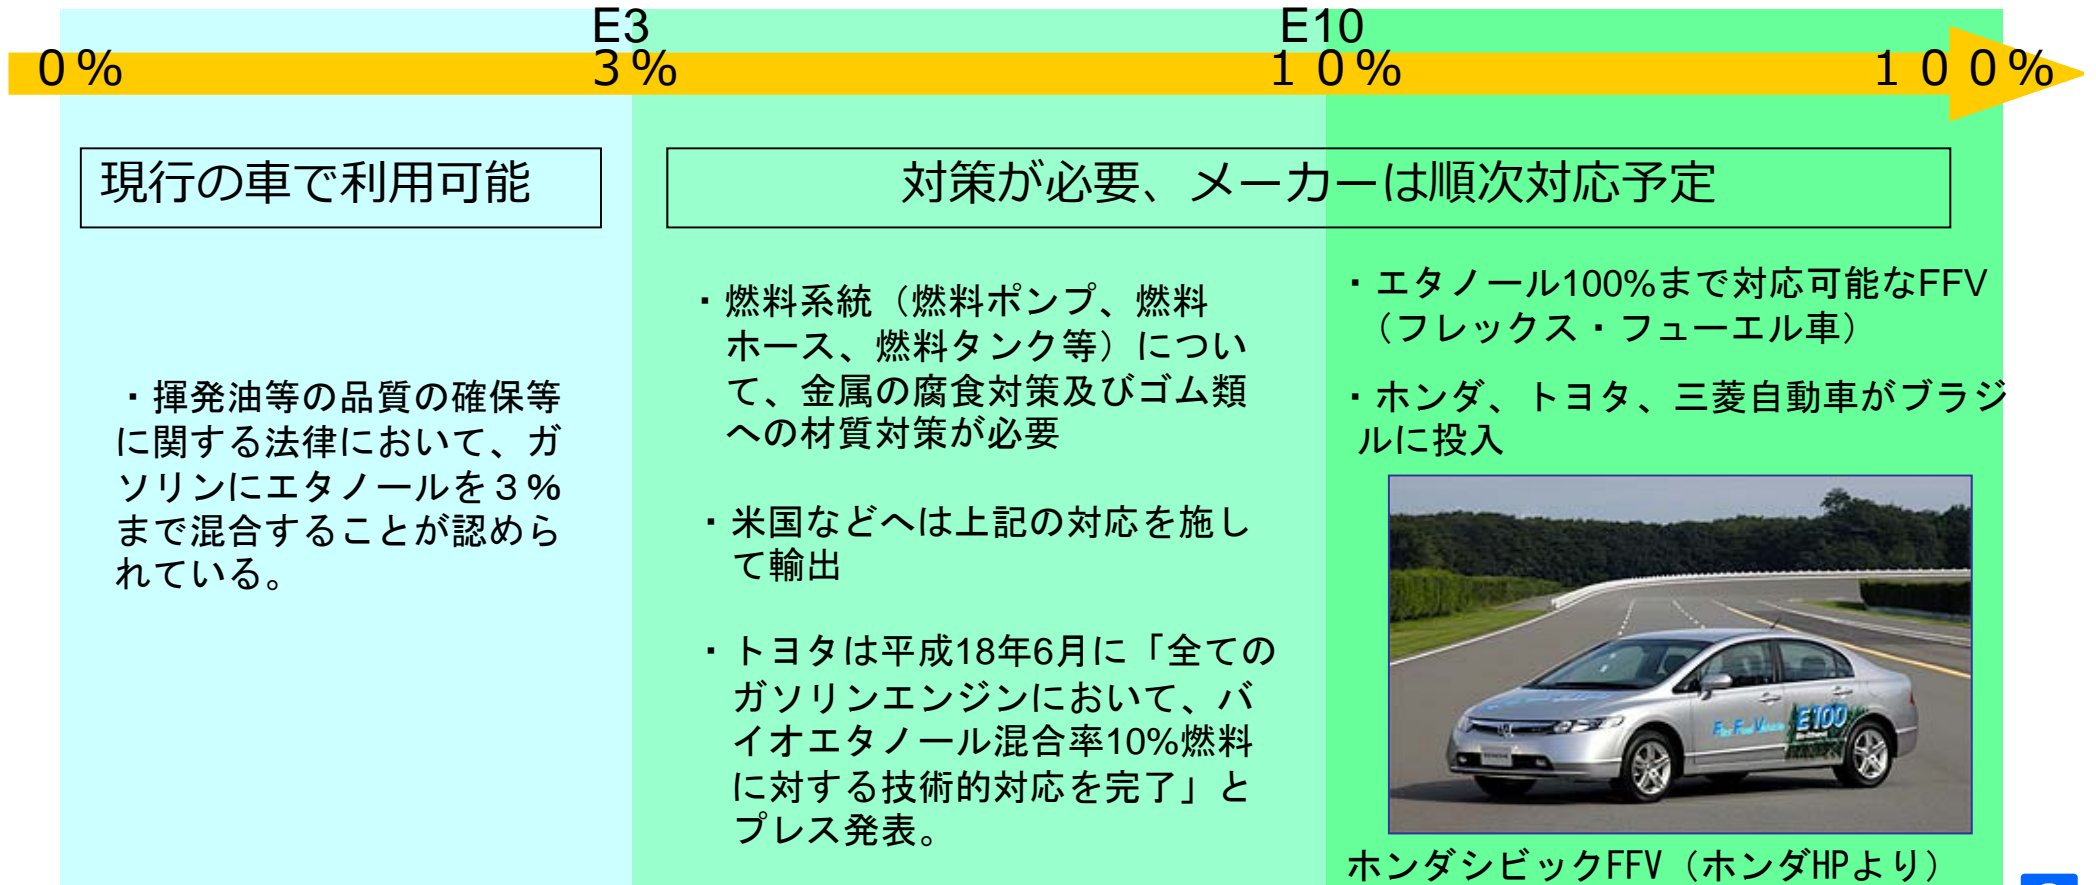 E3
E10
0%
3%
10%
100%
現行の車で利用可能
対策が必要、メーカーは順次対応予定
・揮発油等の品質の確保等
に関する法律において、ガ
ソリンにエタノールを３%
まで混合することが認めら
れている。
・燃料系統（燃料ポンプ、燃料
ホース、燃料タンク等）につい
て、金属の腐食対策及びゴム類
への材質対策が必要
・米国などへは上記の対応を施し
て輸出
・トヨタは平成18年6月に「全ての
ガソリンエンジンにおいて、バ
イオエタノール混合率10%燃料
に対する技術的対応を完了」と
プレス発表。
・エタノール100%まで対応可能なFFV
（フレックス・フューエル車）
・ホンダ、トヨタ、三菱自動車がブラジ
ルに投入
Flex Fuel Vehicle E100
ホンダシビックFFV（ホンダHPより）